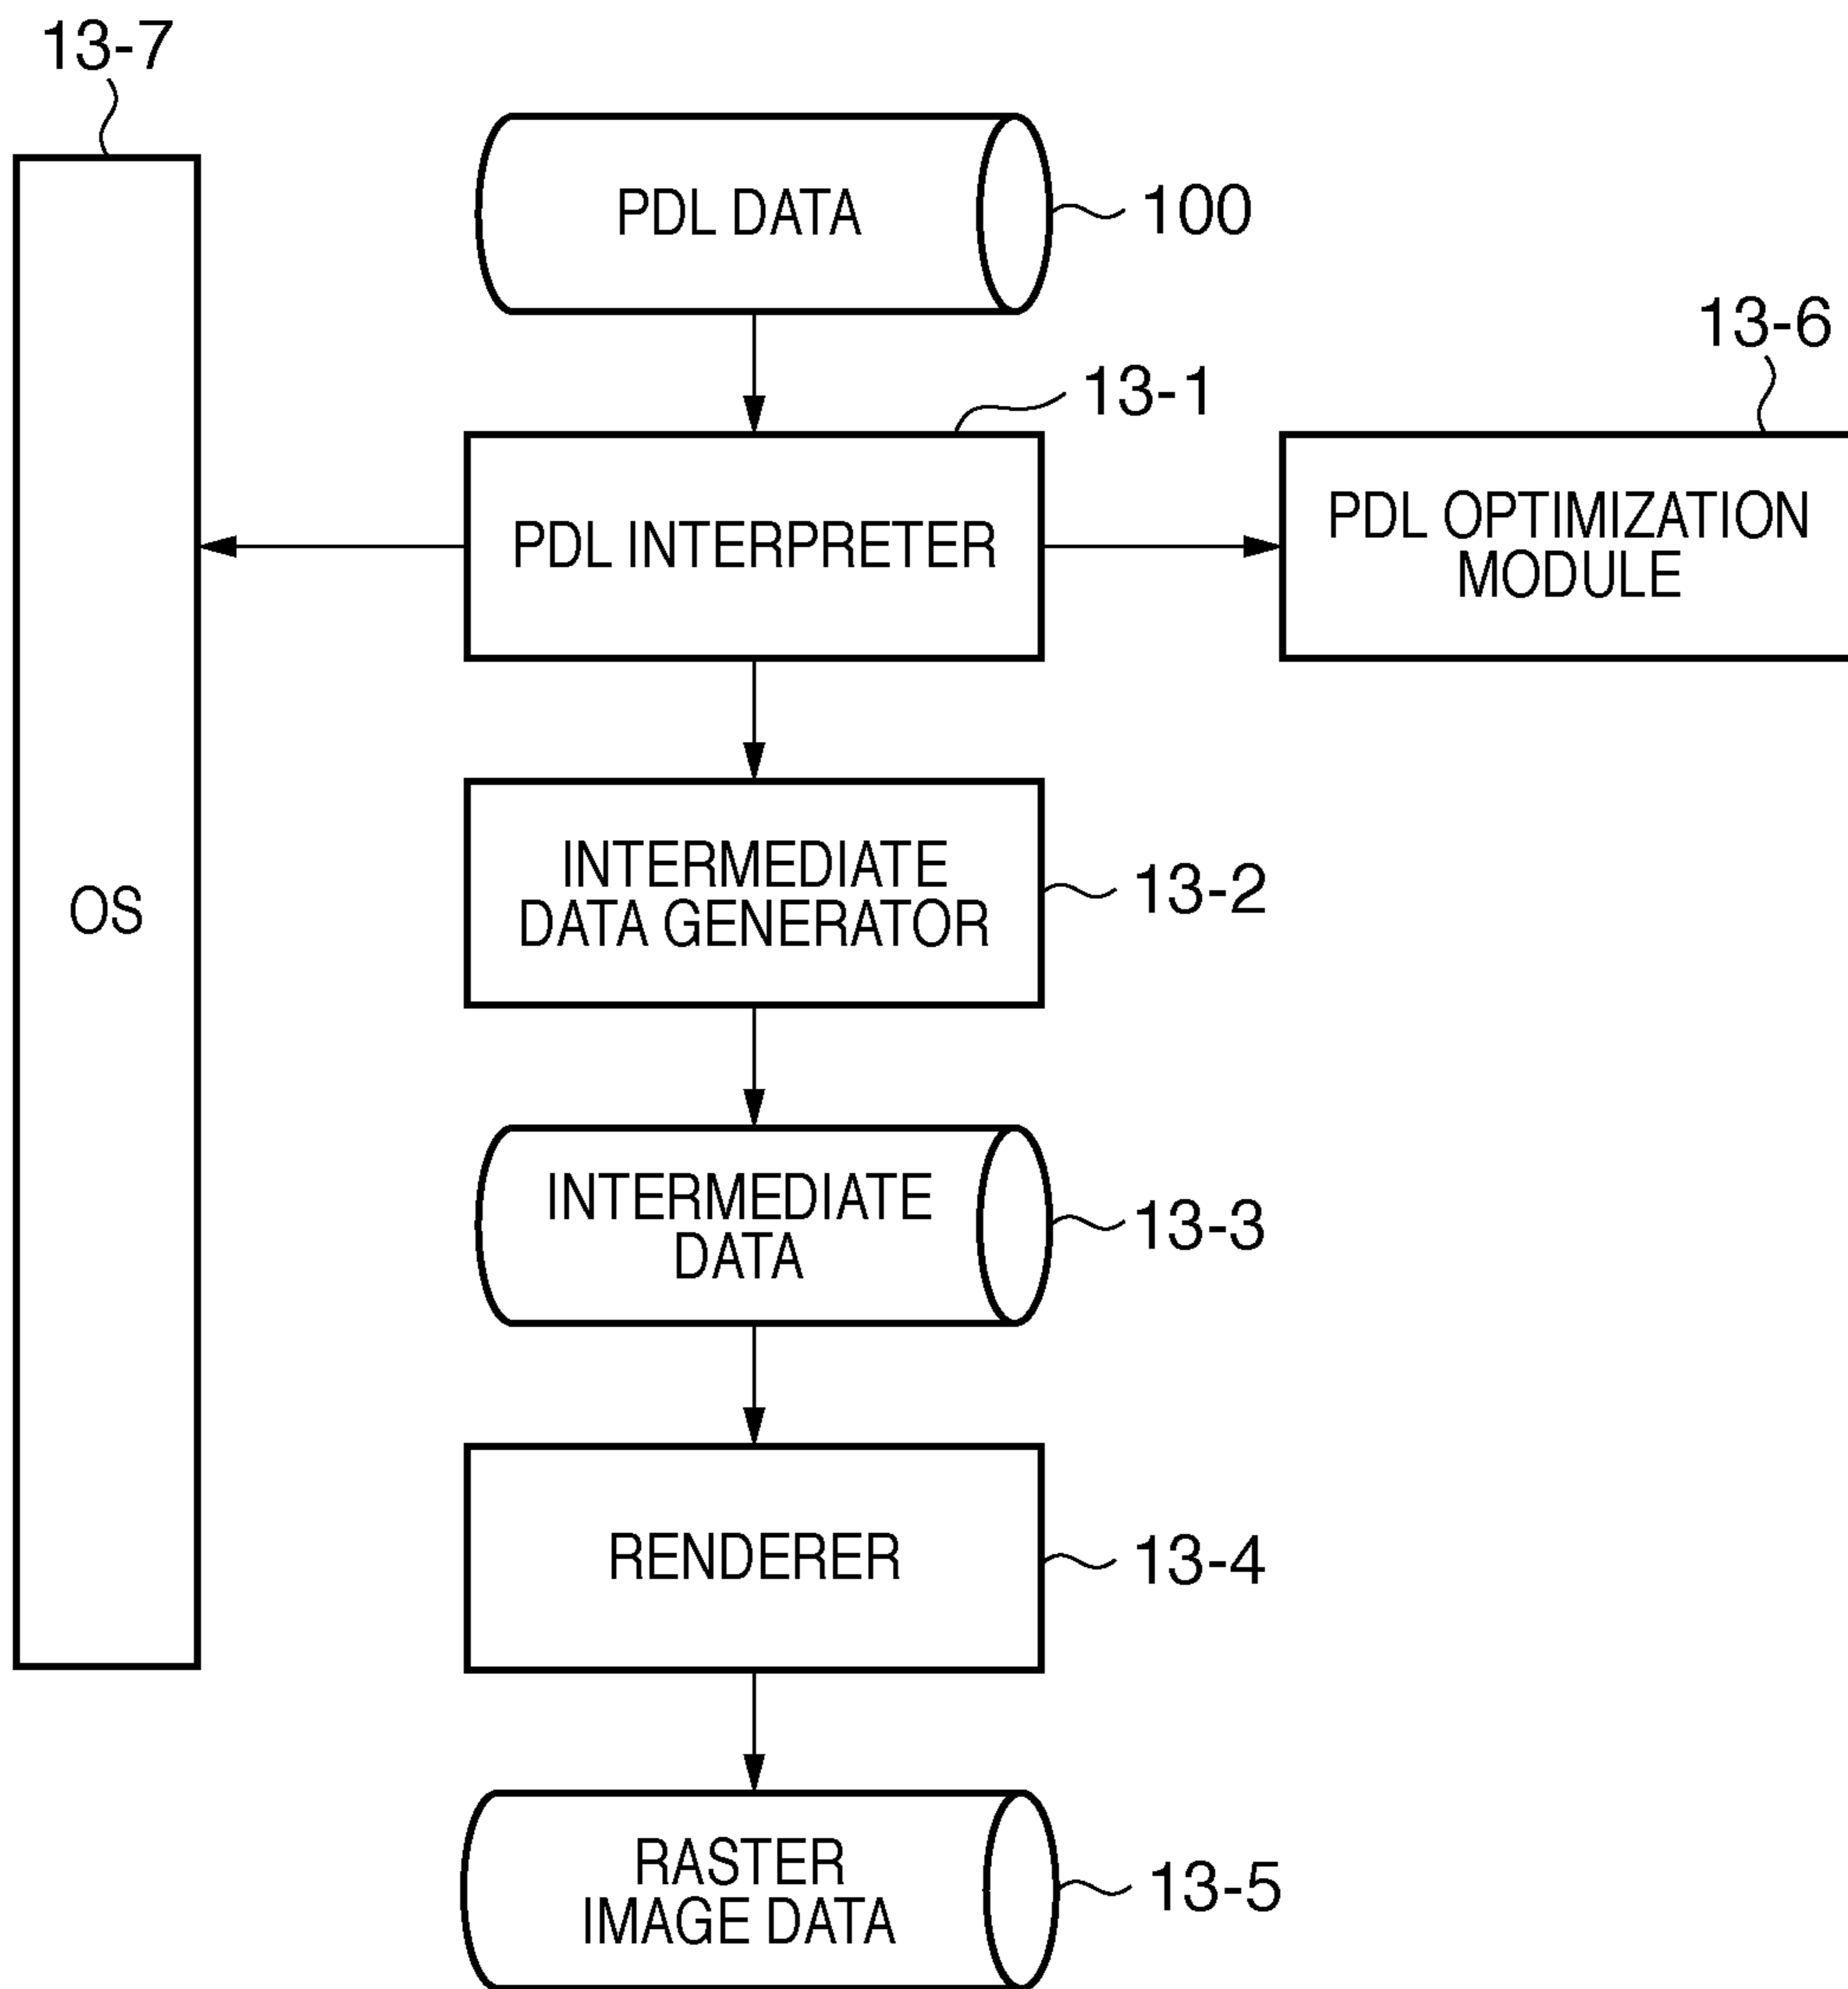 13-7
PDL DATA
100
13-6
13-1
PDL INTERPRETER
PDL OPTIMIZATION
MODULE
INTERMEDIATE
DATA GENERATOR
13-2
OS
INTERMEDIATE
DATA
13-3
RENDERER
13-4
RASTER
IMAGE DATA
13-5